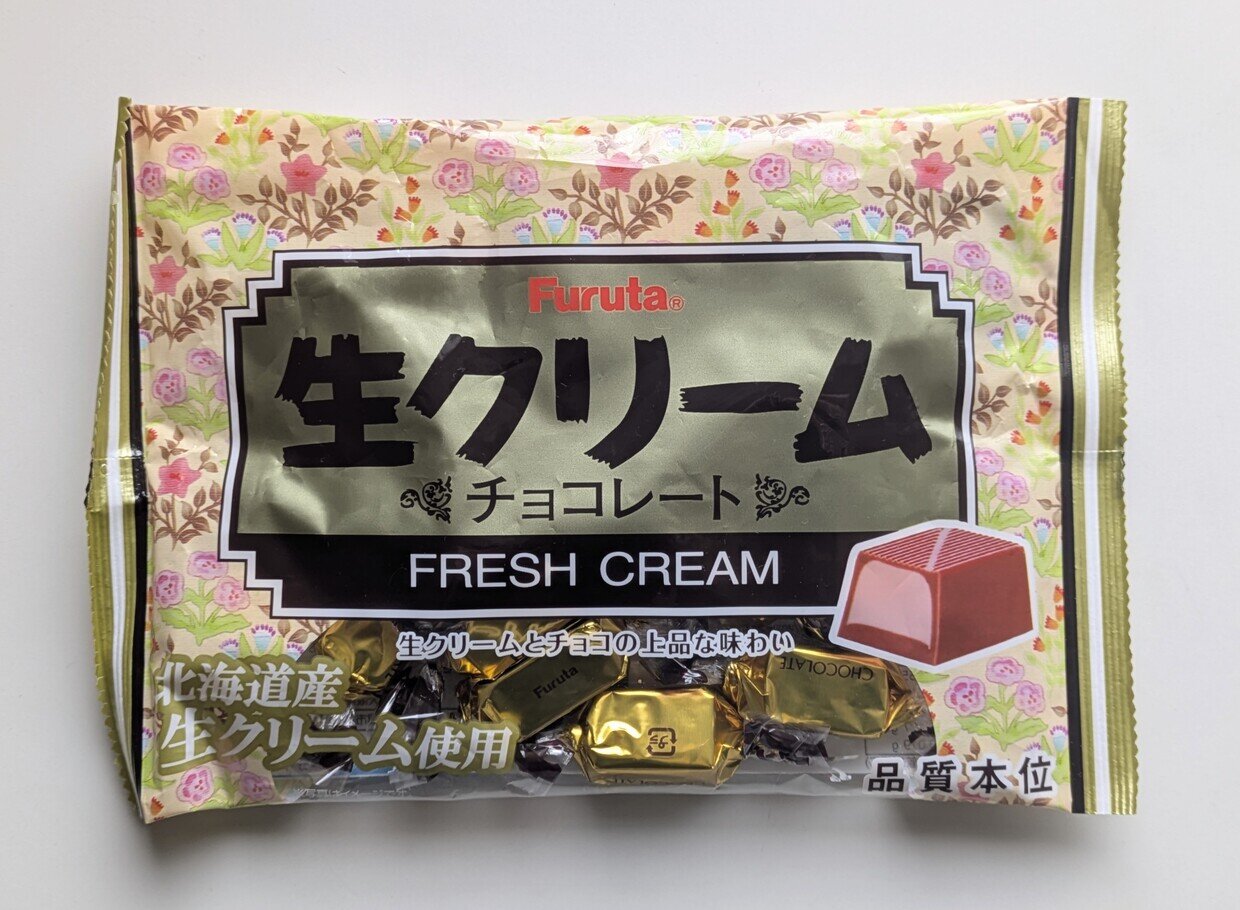 Furuta®
生クリーム
チョコレート
FRESH CREAM
生クリームとチョコの上品な味わい
北海道産
生クリーム使用
Furuta
CHOCOLATE
プラ
品質本位